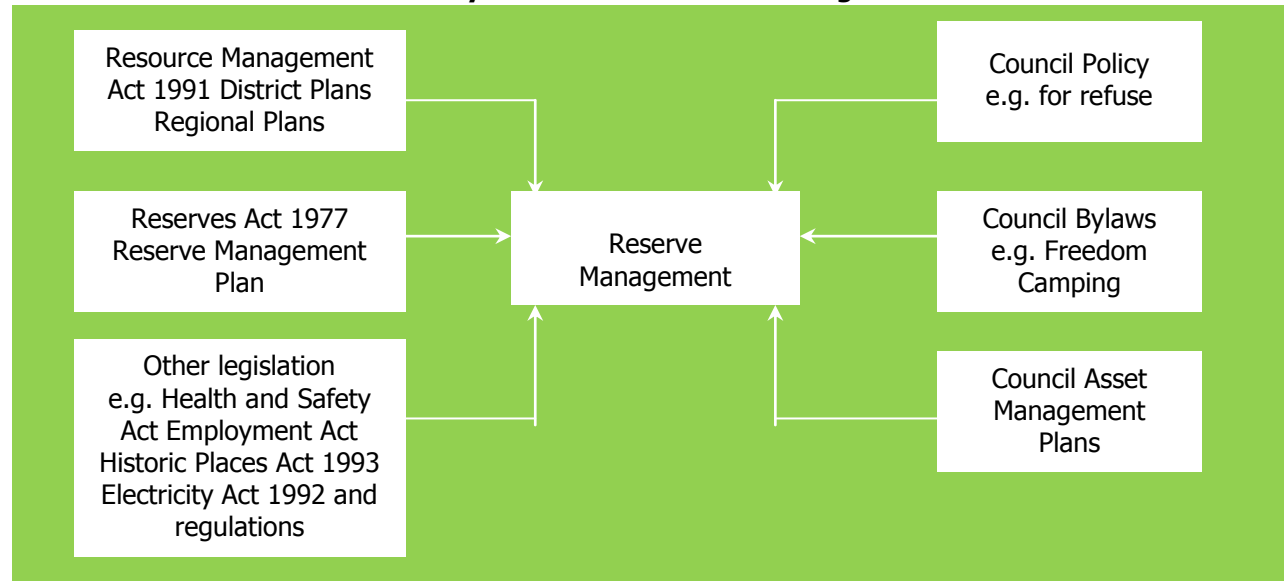 Resource Management
Act 1991 District Plans
Regional Plans
Reserves Act 1977
Reserve Management
Plan
Other legislation
e.g. Health and Safety
Act Employment Act
Historic Places Act 1993
Electricity Act 1992 and
regulations
Reserve
Management
Council Policy
e.g. for refuse
Council Bylaws
e.g. Freedom
Camping
Council Asset
Management
Plans